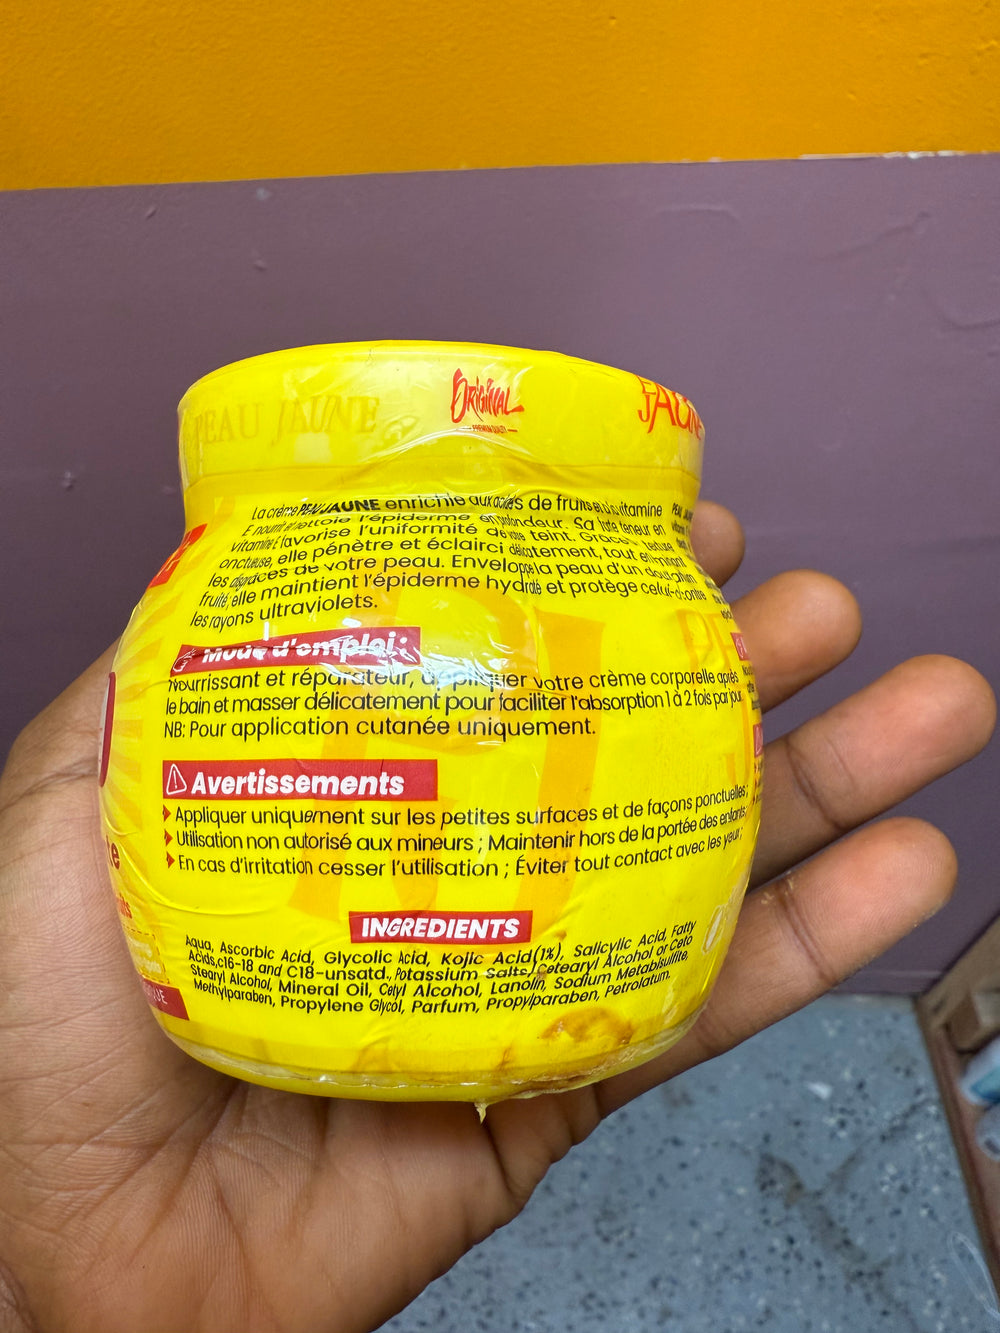 PEAU JAUNE
ORiGiNAL
PREMIUM QUALITY
JAUNE
La crème PEAU JAUNE enrichie aux acides de fruits et à la vitamine
E nourrit et nettoie l'épiderme en profondeur. Sa forte teneur en
vitamine E favorise l'uniformité de votre teint. Grace texture
onctueuse, elle pénètre et éclairci délicatement, tout en
les disgrâces de votre peau. Enveloppe la peau d'un doux
fruité, elle maintient l'épiderme hydraté et protège celui-ci contre
les rayons ultraviolets.
Mode d'emploi :
Nourrissant et réparateur, appliquer votre crème corporelle après
le bain et masser délicatement pour faciliter l'absorption 1 à 2 fois par jour.
NB: Pour application cutanée uniquement.
Avertissements
Appliquer uniquement sur les petites surfaces et de façons ponctuelles;
Utilisation non autorisé aux mineurs ; Maintenir hors de la portée des enfants;
En cas d'irritation cesser l'utilisation ; Éviter tout contact avec les yeux;
INGREDIENTS
Aqua, Ascorbic Acid, Glycolic Acid, Kojic Acid(1%), Salicylic Acid, Fatty
Acids,c16-18 and C18-unsatd., Potassium Salts, Cetearyl Alcohol or Ceto
Stearyl Alcohol, Mineral Oil, Cetyl Alcohol, Lanolin, Sodium Metabisulfite,
Methylparaben, Propylene Glycol, Parfum, Propylparaben, Petrolatum.